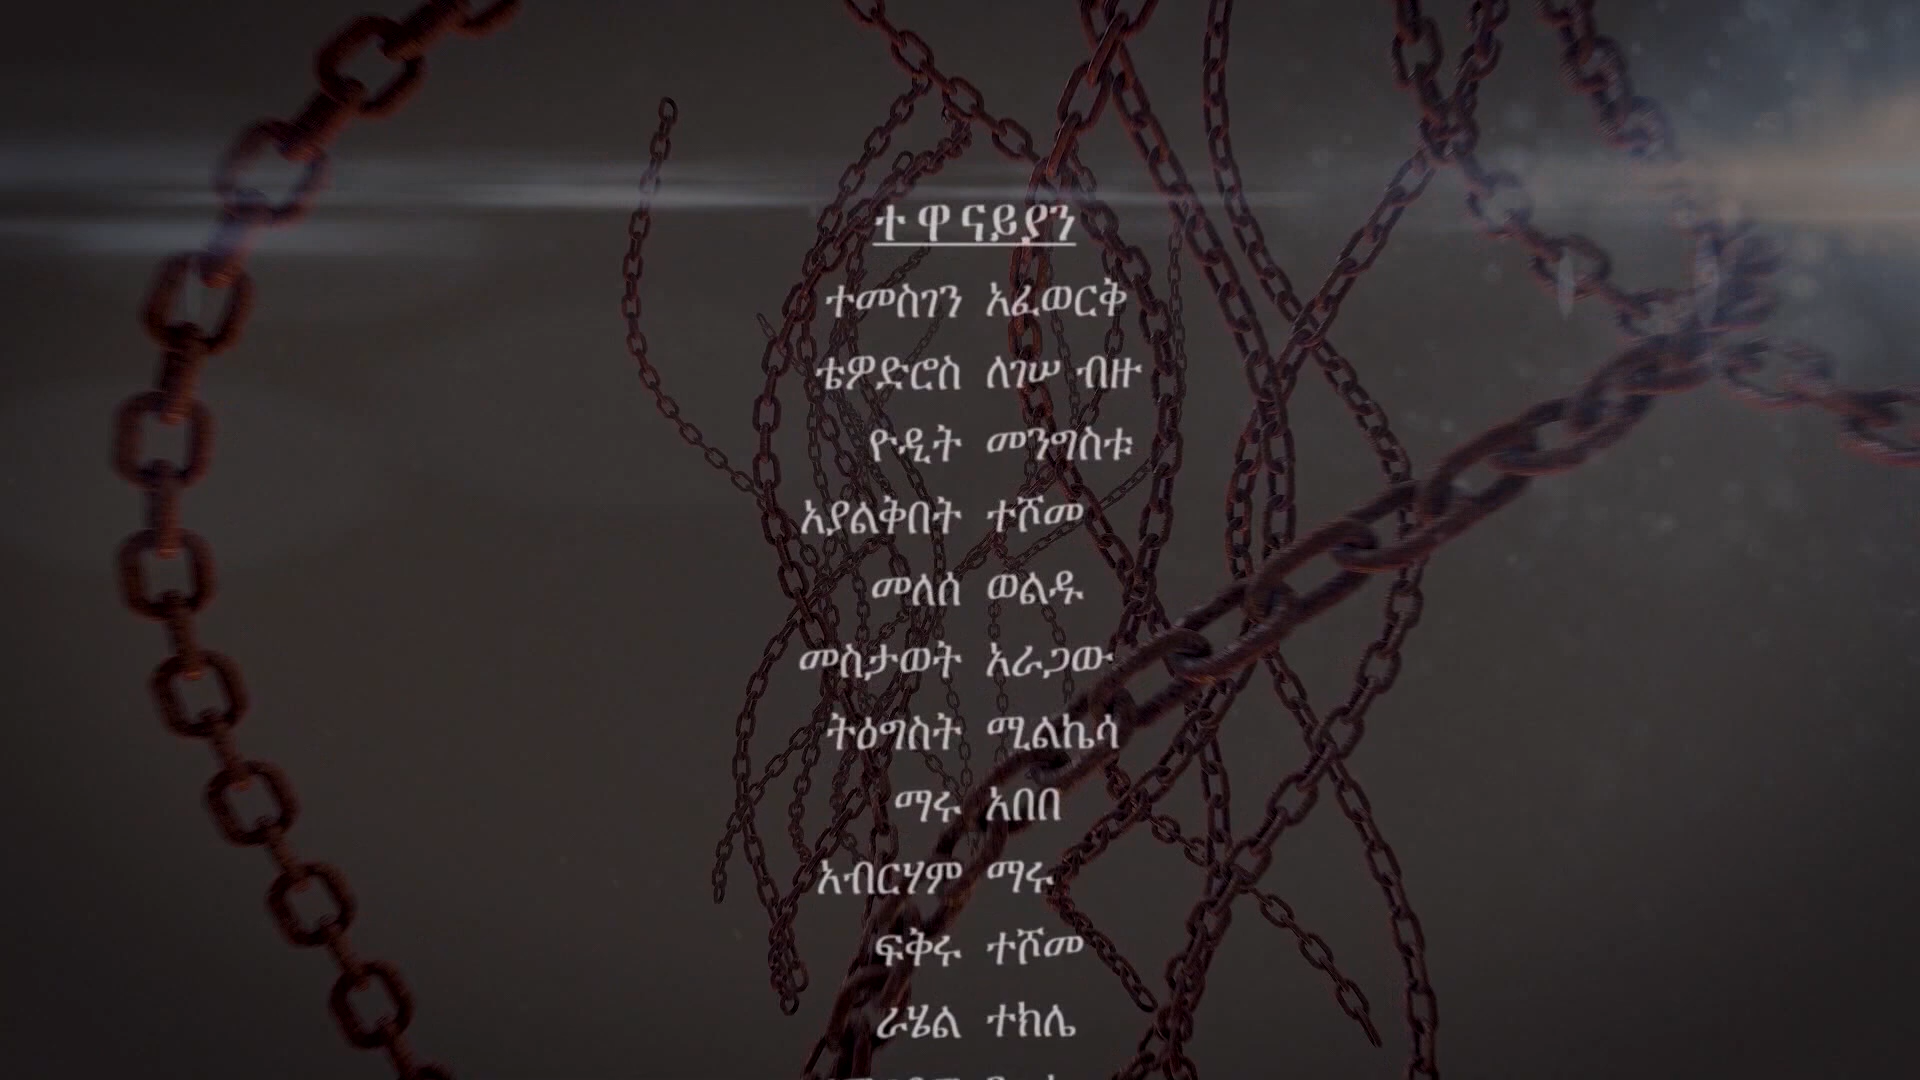 ተዋናይያን
ተመስገን አፈወርቅ
ቴዎድሮስ ለገሠ ብዙ
ዮዲት መንግስቱ
አያልቅበት ተሾመ
መለሰ ወልዱ
መስታወት አራጋው
ትዕግስት ሚልኬሳ
ማሩ አበበ
አብርሃም ማሩ
ፍቅሩ ተሾመ
ራሄል ተክሌ